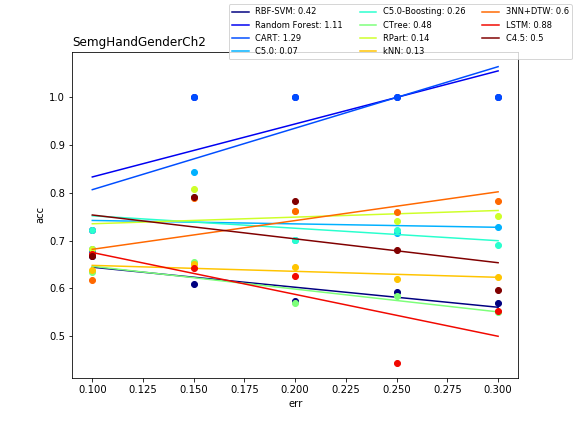 RBF-SVM: 0.42
Random Forest: 1.11
CART: 1.29
C5.0: 0.07
C5.0-Boosting: 0.26
CTree: 0.48
RPart: 0.14
kNN: 0.13
3NN+DTW: 0.6
LSTM: 0.88
C4.5: 0.5
SemgHandGenderCh2
acc
1.0
0.9
0.8
0.7
0.6
0.5
0.100 0.125 0.150 0.175 0.200 0.225 0.250 0.275 0.300
err